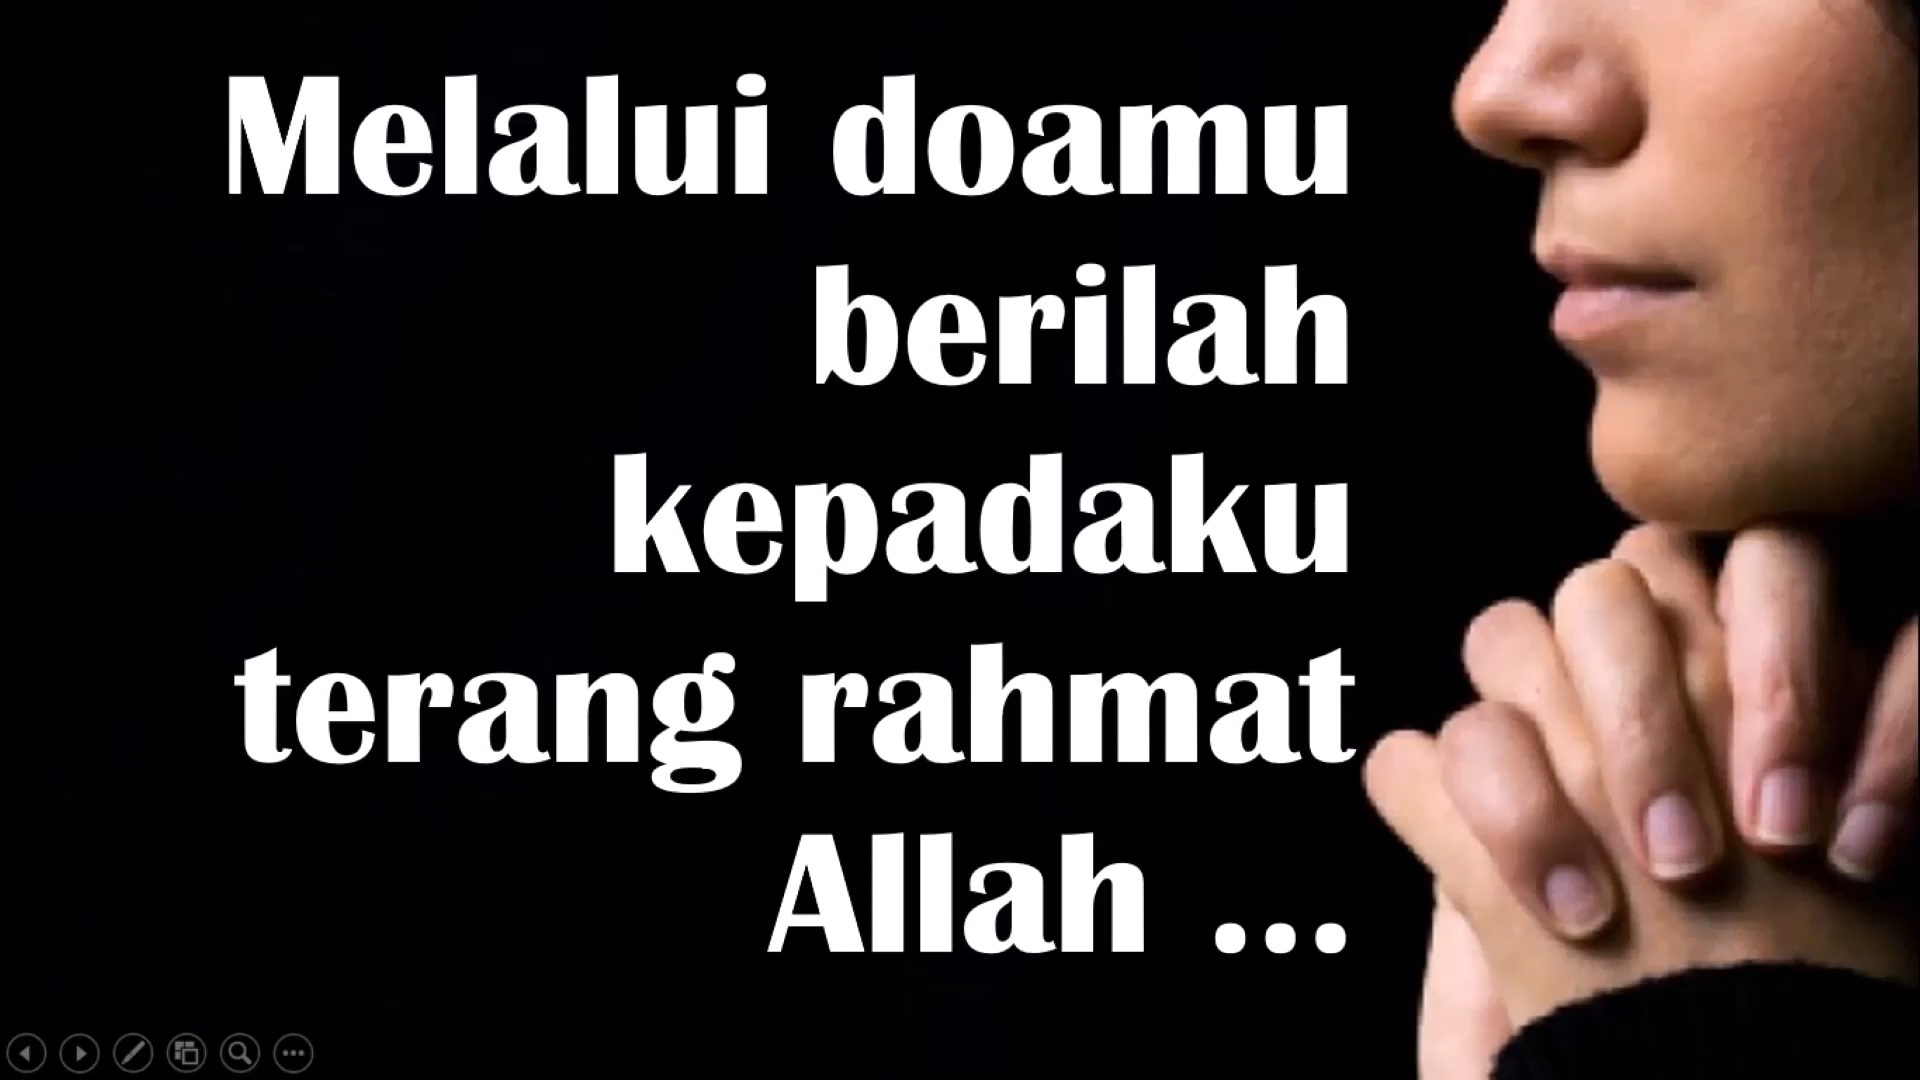 Melalui doamu
berilah
kepadaku
terang rahmat
Allah ...